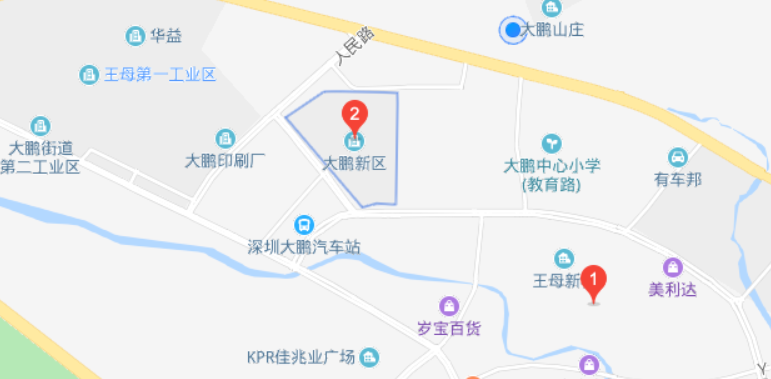 大鹏山庄
华益
人民路
王母第一工业区
2
大鹏街道
第二工业区
大鹏印刷厂
大鹏新区
大鹏中心小学
(教育路)
有车邦
深圳大鹏汽车站
王母新
1
美利达
岁宝百货
KPR佳兆业广场